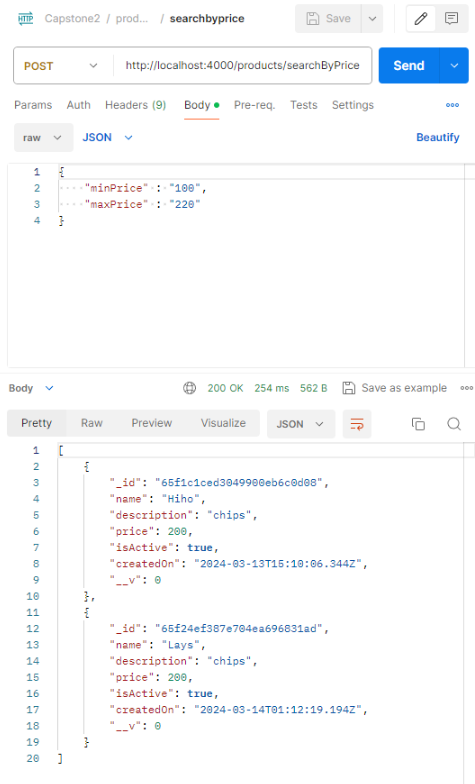 HTTP Capstone2 / prod... / searchbyprice Save
POST http://localhost:4000/products/searchByPrice Send
Params Auth Headers (9) Body Pre-req. Tests Settings
raw JSON Beautify
1 {
2 "minPrice" : "100",
3 "maxPrice" : "220"
4 }
Body 200 OK 254 ms 562 B Save as example
Pretty Raw Preview Visualize JSON
1 [
2 {
3 "_id": "65f1c1ced3049900eb6c0d08",
4 "name": "Hiho",
5 "description": "chips",
6 "price": 200,
7 "isActive": true,
8 "createdOn": "2024-03-13T15:10:06.344Z",
9 "__v": 0
10 },
11 {
12 "_id": "65f24ef387e704ea696831ad",
13 "name": "Lays",
14 "description": "chips",
15 "price": 200,
16 "isActive": true,
17 "createdOn": "2024-03-14T01:12:19.194Z",
18 "__v": 0
19 }
20 ]